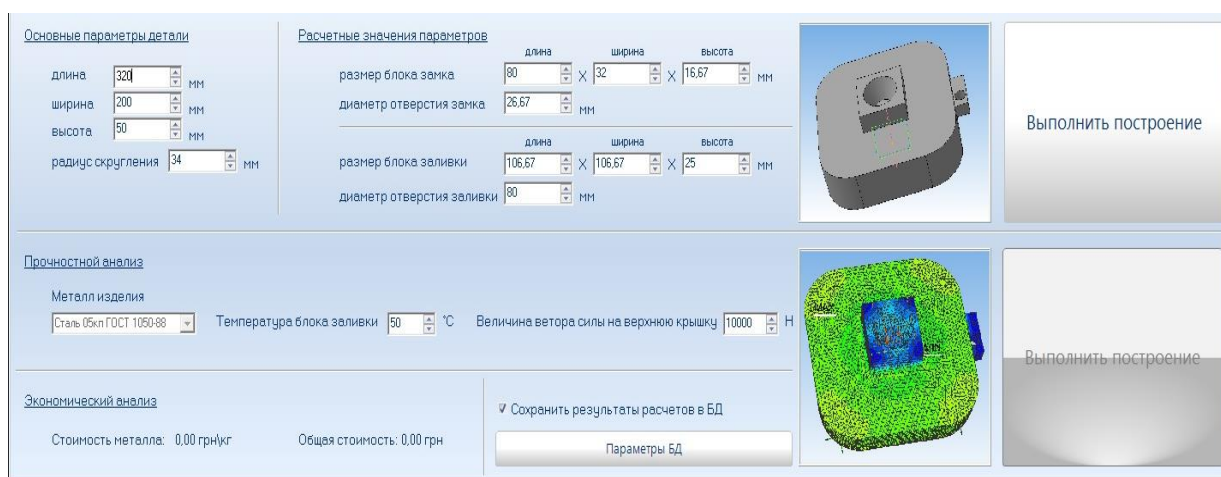 Основные параметры детали
длина 320 мм
ширина 200 мм
высота 50 мм
радиус скругления 34 мм
Расчетные значения параметров
длина ширина высота
размер блока замка 80 X 32 X 16,67 мм
диаметр отверстия замка 26,67 мм
длина ширина высота
размер блока заливки 106,67 X 106,67 X 25 мм
диаметр отверстия заливки 80 мм
Выполнить построение
Прочностной анализ
Металл изделия
Сталь 05кп ГОСТ 1050-88 Температура блока заливки 50 °C Величина ветора силы на верхнюю крышку 10000 Н
Выполнить построение
Экономический анализ
Стоимость металла: 0,00 грн\кг Общая стоимость: 0,00 грн
Сохранить результаты расчетов в БД
Параметры БД